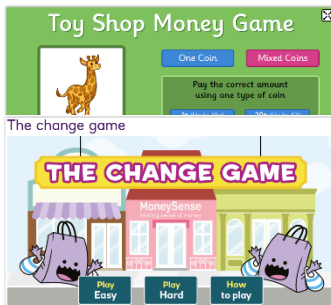 Toy Shop Money Game
One Coin
Mixed Coins
Pay the correct amount
using one type of coin
The change game
THE CHANGE GAME
MoneySense
Making sense of money
Play
Easy
Play
Hard
How
to play